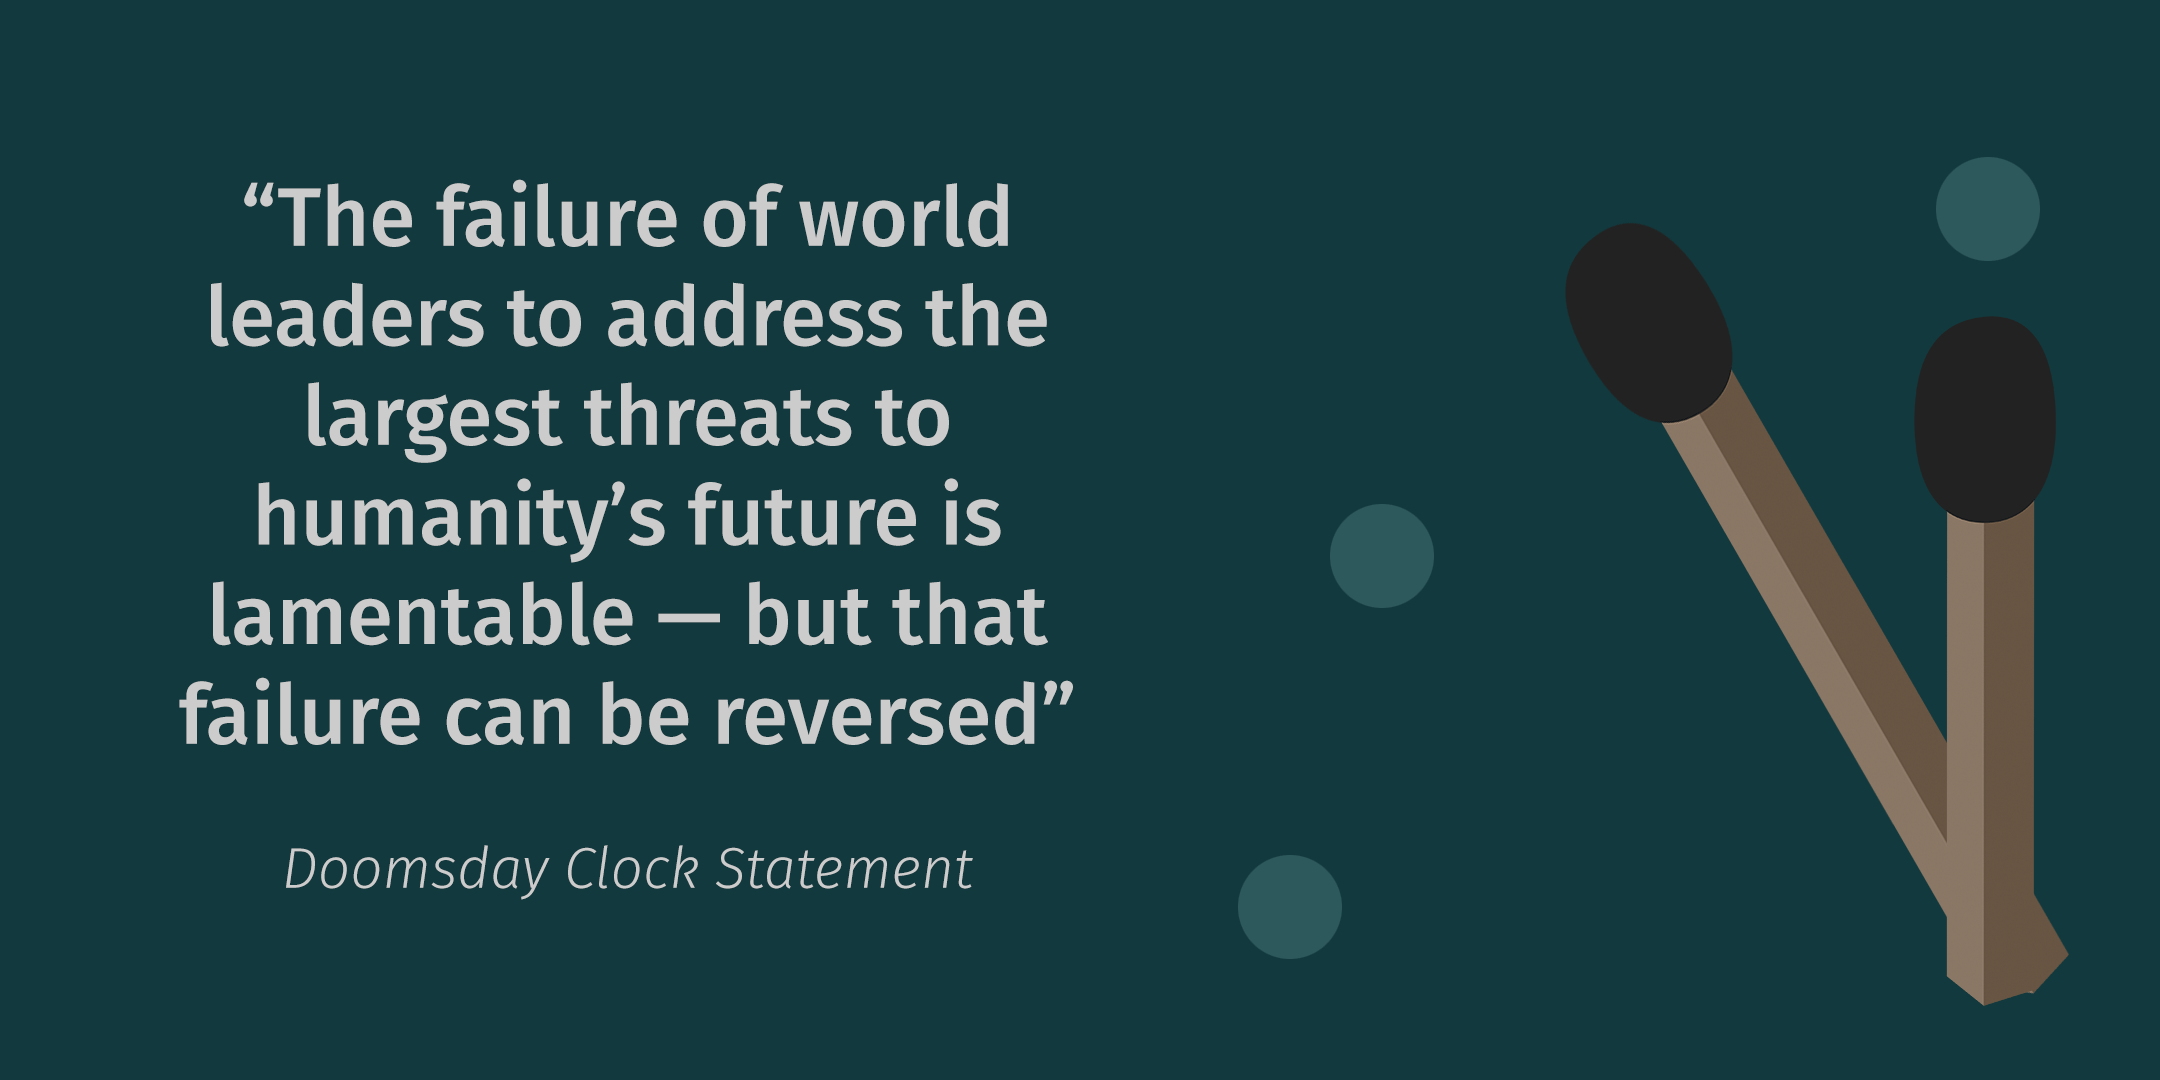 “The failure of world
leaders to address the
largest threats to
humanity’s future is
lamentable — but that
failure can be reversed”
Doomsday Clock Statement